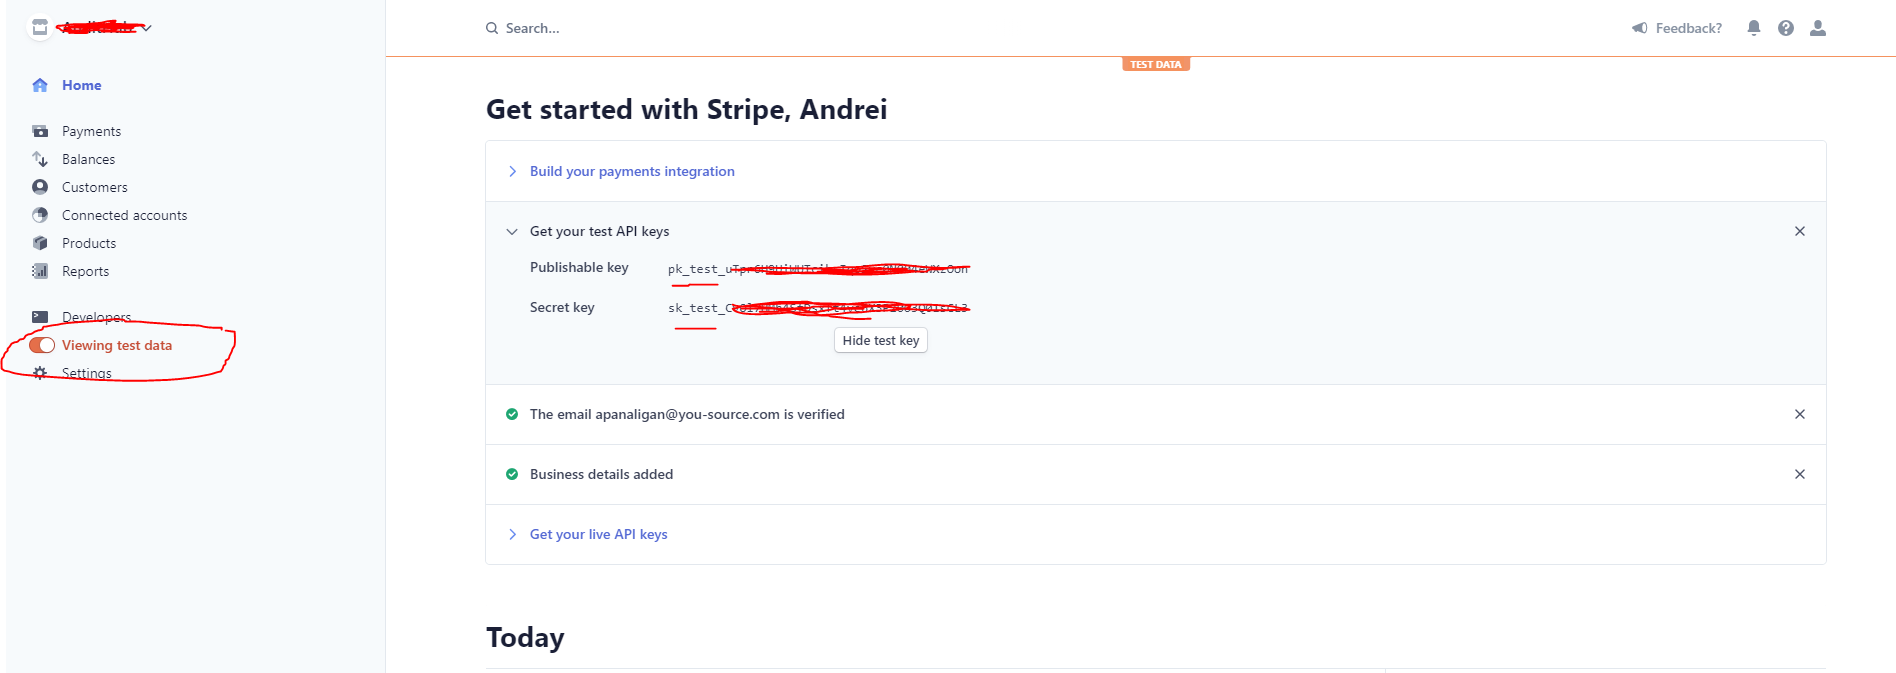 Search...
Feedback?
Home
TEST DATA
Payments
Balances
Customers
Connected accounts
Products
Reports
Developers
Viewing test data
Settings
Get started with Stripe, Andrei
Build your payments integration
Get your test API keys
Publishable key pk_test_
Secret key sk_test_
Hide test key
The email apanaligan@you-source.com is verified
Business details added
Get your live API keys
Today